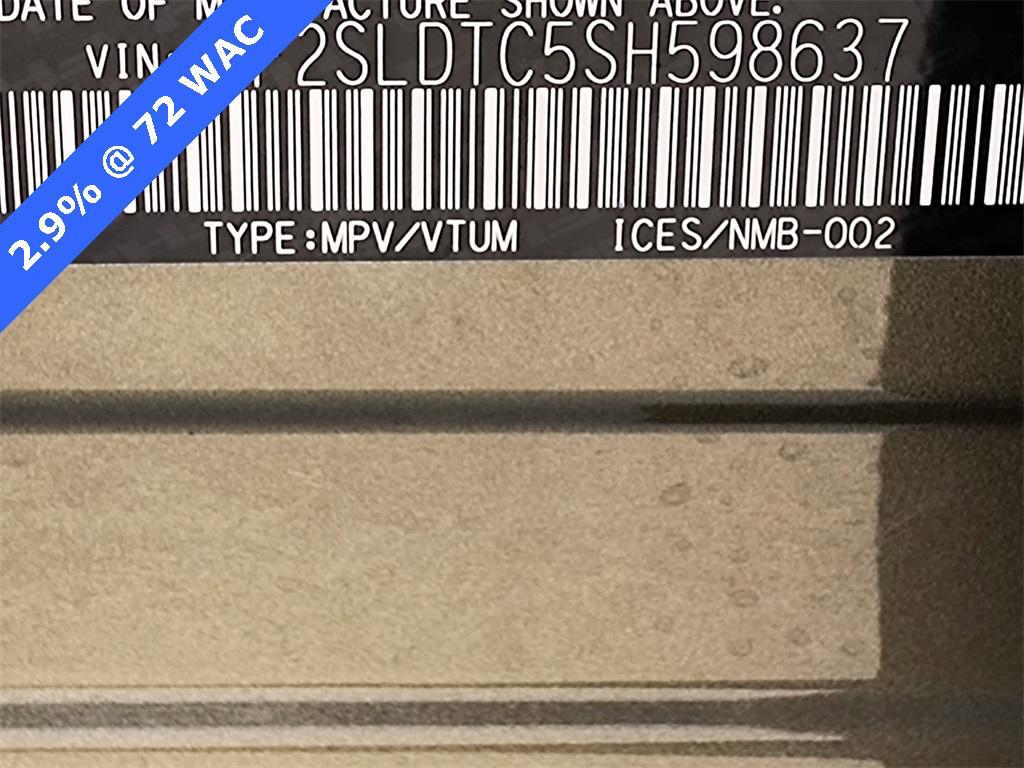 DATE OF MANUFACTURE SHOWN ABOVE.
VIN: 2SLDTC5SH598637
TYPE:MPV/VTUM ICES/NMB-002
2.9% @ 72 WAC